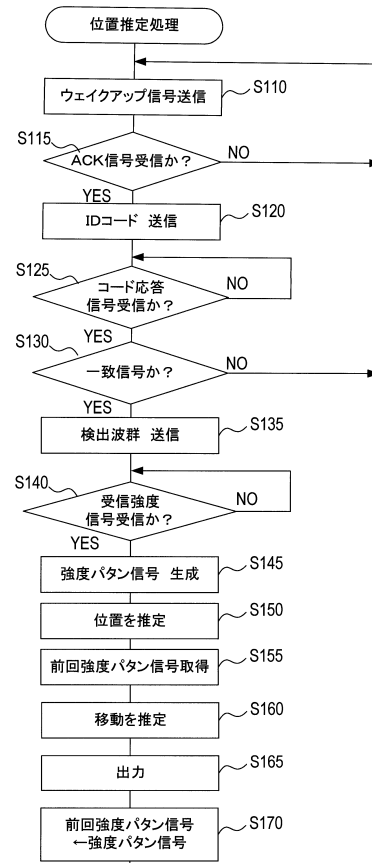 位置推定処理
ウェイクアップ信号送信
S110
S115
ACK信号受信か?
NO
YES
IDコード 送信
S120
S125
コード応答
信号受信か?
NO
YES
S130
一致信号か?
NO
YES
検出波群 送信
S135
S140
受信強度
信号受信か?
NO
YES
強度パタン信号 生成
S145
位置を推定
S150
前回強度パタン信号取得
S155
移動を推定
S160
出力
S165
前回強度パタン信号
←強度パタン信号
S170